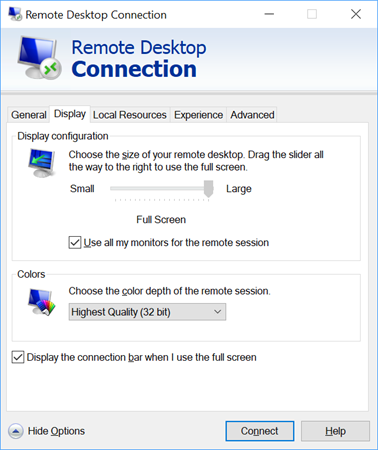 Remote Desktop Connection
Remote Desktop
Connection
General Display Local Resources Experience Advanced
Display configuration
Choose the size of your remote desktop. Drag the slider all
the way to the right to use the full screen.
Small Large
Full Screen
Use all my monitors for the remote session
Colors
Choose the color depth of the remote session.
Highest Quality (32 bit)
Display the connection bar when I use the full screen
Hide Options Connect Help